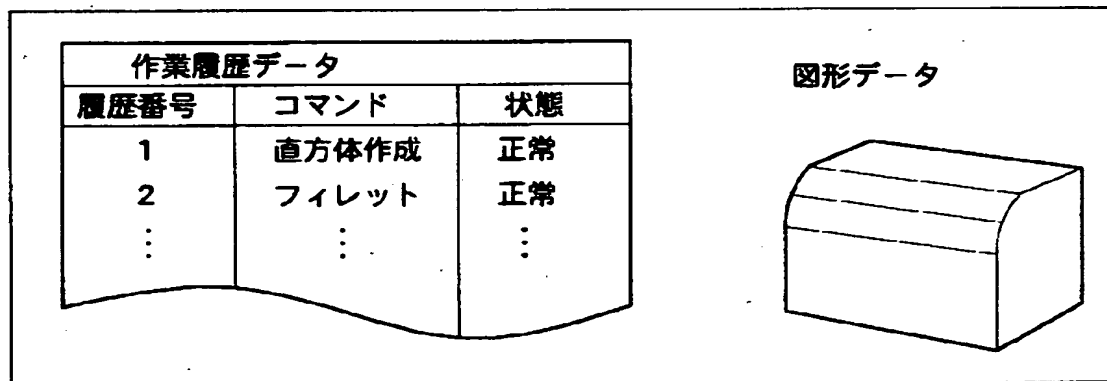 作業履歴データ
履歴番号 コマンド 状態
1 直方体作成 正常
2 フィレット 正常
⋮ ⋮ ⋮
図形データ